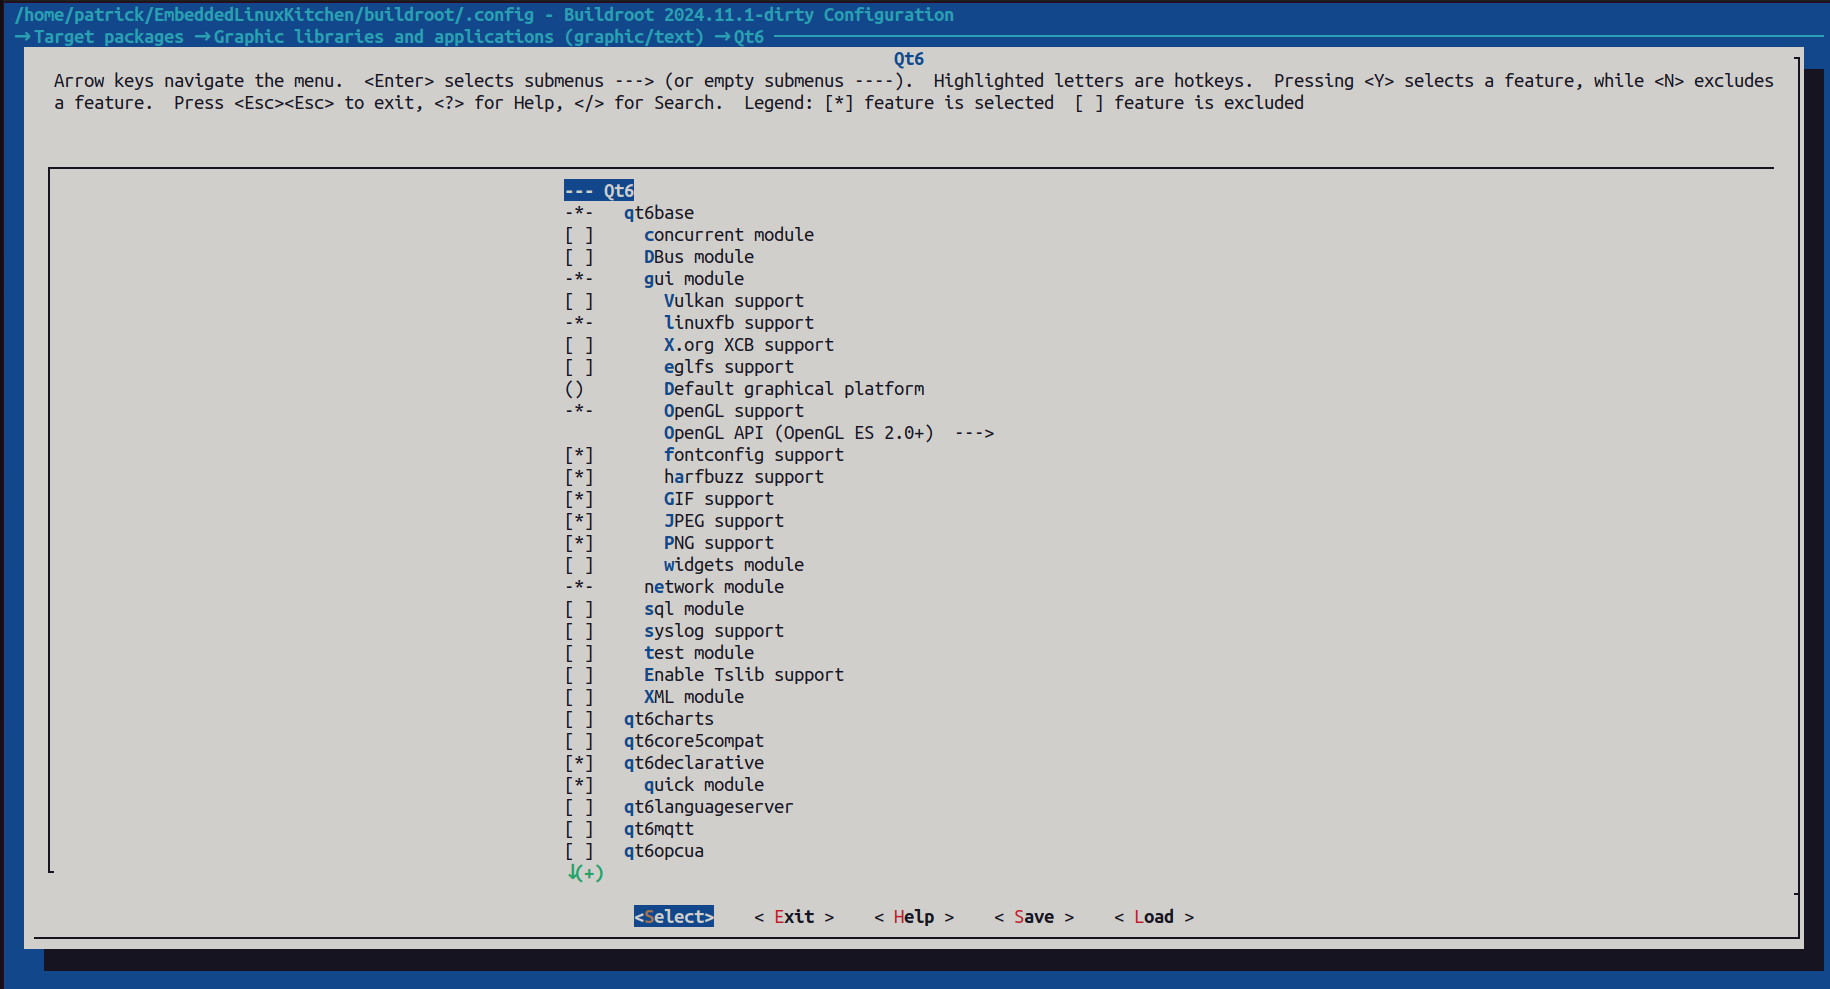 /home/patrick/EmbeddedLinuxKitchen/buildroot/.config - Buildroot 2024.11.1-dirty Configuration
→Target packages →Graphic libraries and applications (graphic/text) →Qt6
Qt6
Arrow keys navigate the menu.  <Enter> selects submenus ---> (or empty submenus ----).  Highlighted letters are hotkeys.  Pressing <Y> selects a feature, while <N> excludes
a feature.  Press <Esc><Esc> to exit, <?> for Help, </> for Search.  Legend: [*] feature is selected  [ ] feature is excluded
--- Qt6
-*-   qt6base
[ ]     concurrent module
[ ]     DBus module
-*-     gui module
[ ]       Vulkan support
-*-       linuxfb support
[ ]       X.org XCB support
[ ]       eglfs support
()        Default graphical platform
-*-       OpenGL support
          OpenGL API (OpenGL ES 2.0+)  --->
[*]       fontconfig support
[*]       harfbuzz support
[*]       GIF support
[*]       JPEG support
[*]       PNG support
[ ]       widgets module
-*-     network module
[ ]     sql module
[ ]     syslog support
[ ]     test module
[ ]     Enable Tslib support
[ ]     XML module
[ ]   qt6charts
[ ]   qt6core5compat
[*]   qt6declarative
[*]     quick module
[ ]   qt6languageserver
[ ]   qt6mqtt
[ ]   qt6opcua
↓(+)
<Select>    < Exit >    < Help >    < Save >    < Load >